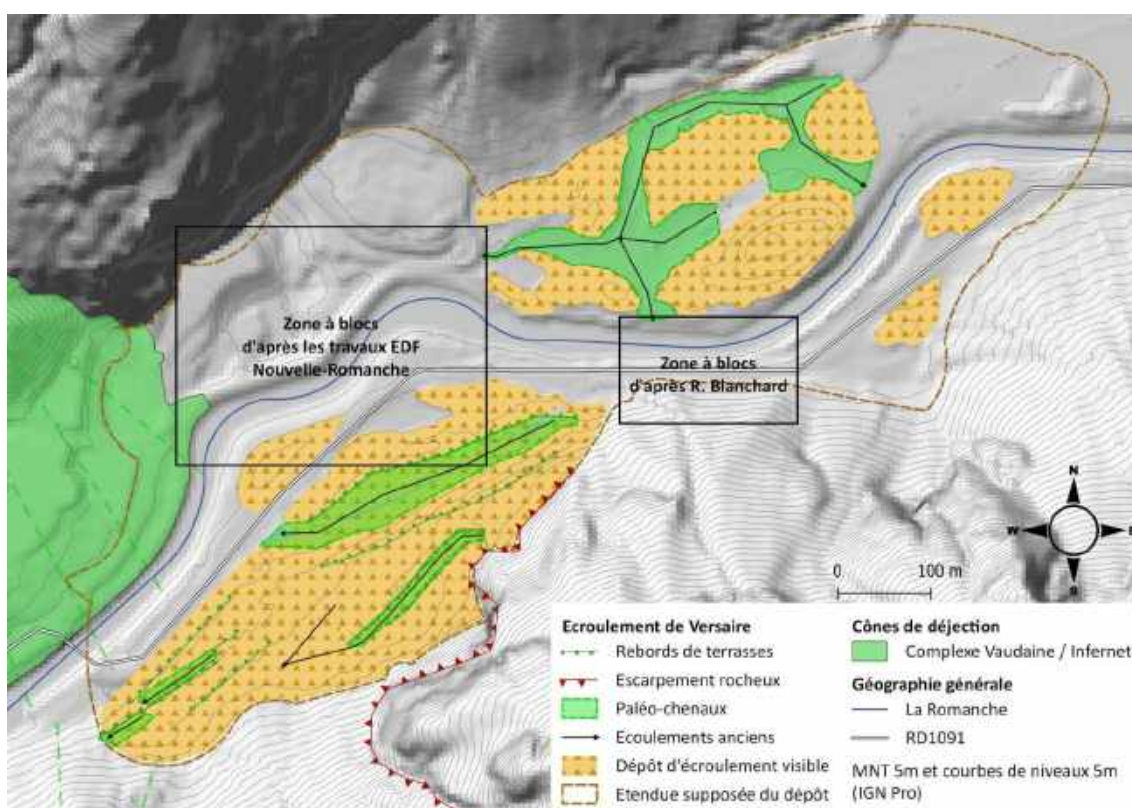 Zone à blocs
d'après les travaux EDF
Nouvelle-Romanche
Zone à blocs
d'après R. Blanchard
N
W
E
S
0 100 m
Ecroulement de Versaire
Rebords de terrasses
Escarpement rocheux
Paléo-chenaux
Ecoulements anciens
Dépôt d'écroulement visible
Etendue supposée du dépôt
Cônes de déjection
Complexe Vaudaine / Infernet
Géographie générale
La Romanche
RD1091
MNT 5m et courbes de niveaux 5m
(IGN Pro)